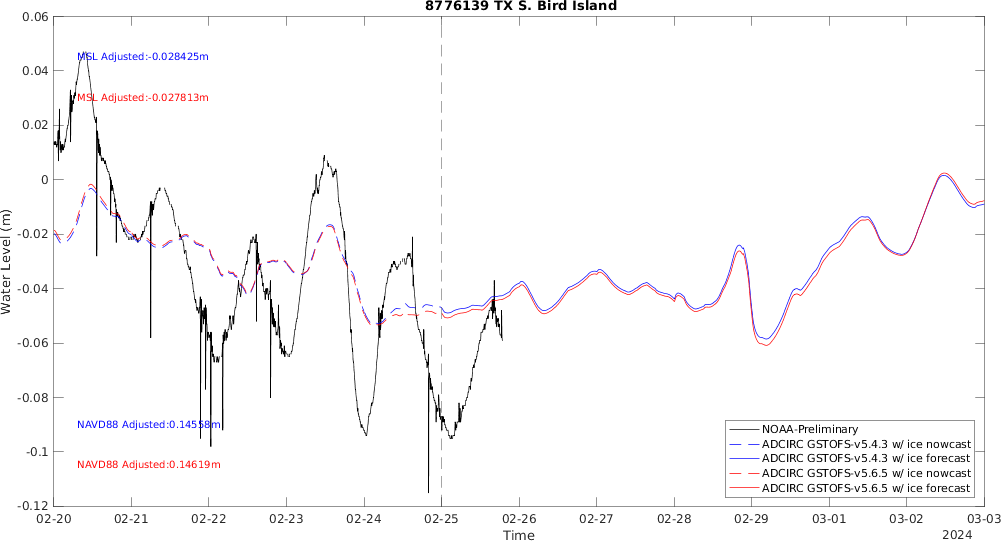 8776139 TX S. Bird Island
0.06
0.04
0.02
0
-0.02
-0.04
-0.06
-0.08
-0.1
-0.12
Water Level (m)
MSL Adjusted:-0.028425m
MSL Adjusted:-0.027813m
NAVD88 Adjusted:0.14558m
NAVD88 Adjusted:0.14619m
NOAA-Preliminary
ADCIRC GSTOFS-v5.4.3 w/ ice nowcast
ADCIRC GSTOFS-v5.4.3 w/ ice forecast
ADCIRC GSTOFS-v5.6.5 w/ ice nowcast
ADCIRC GSTOFS-v5.6.5 w/ ice forecast
02-20 02-21 02-22 02-23 02-24 02-25 02-26 02-27 02-28 02-29 03-01 03-02 03-03
Time
2024